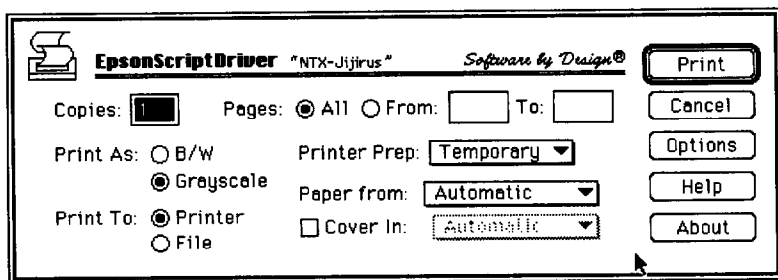 EpsonScriptDriver "NTX-Jijirus" Software by Design® Print
Copies: 1 Pages: All From: To: Cancel
Print As: B/W Printer Prep: Temporary Options
Grayscale
Paper from: Automatic Help
Print To: Printer
Cover In: Automatic About
File